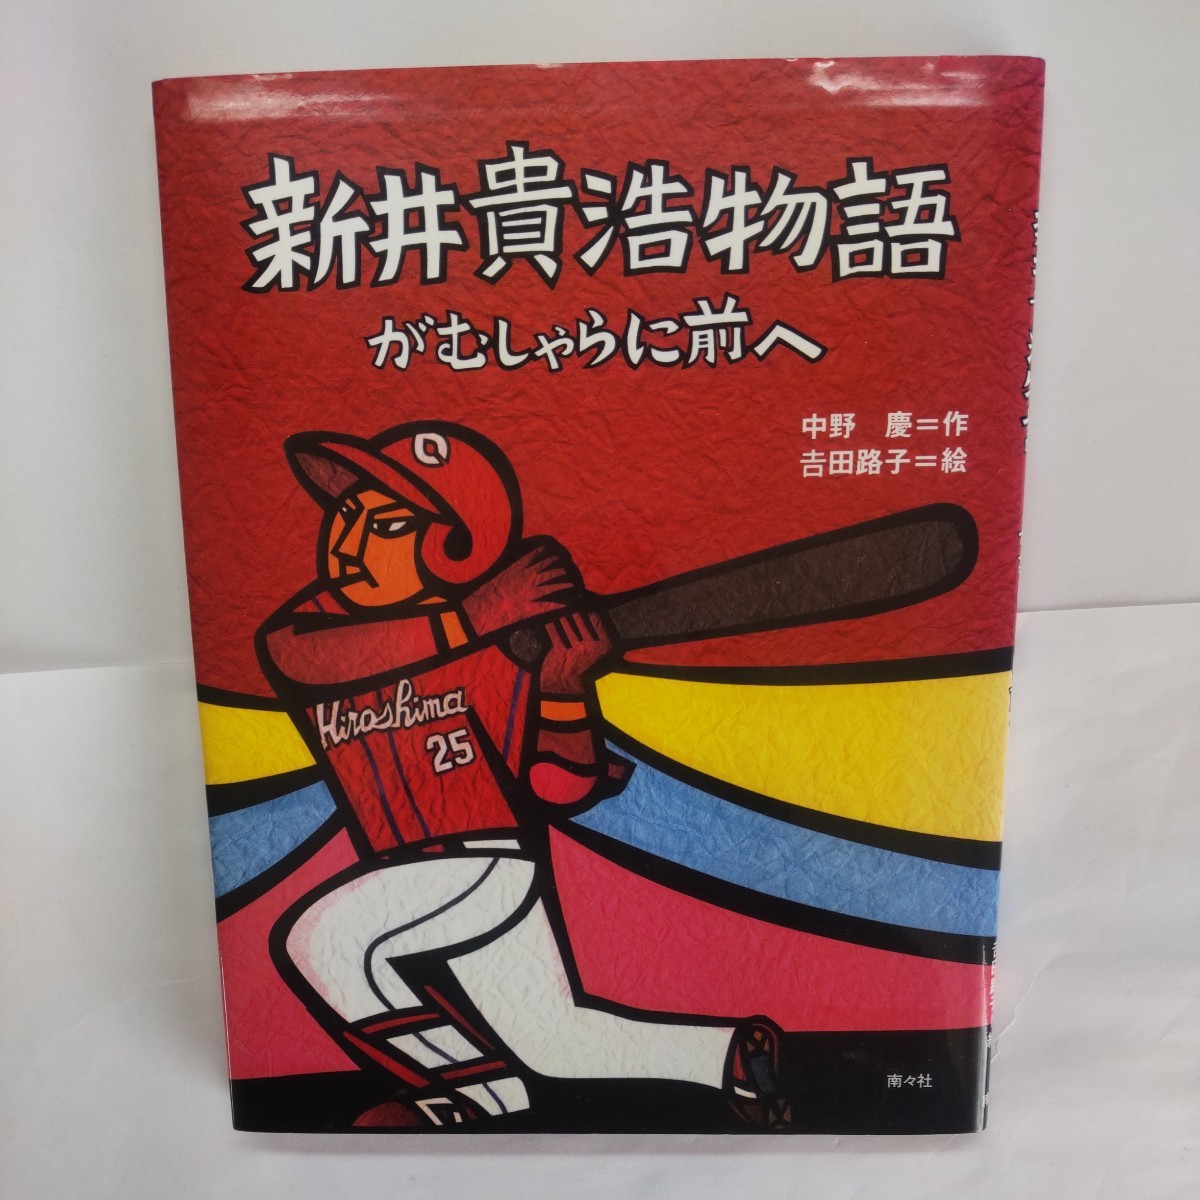 新井貴浩物語
がむしゃらに前へ
中野　慶＝作
𠮷田路子＝絵
C
Hiroshima
25
南々社